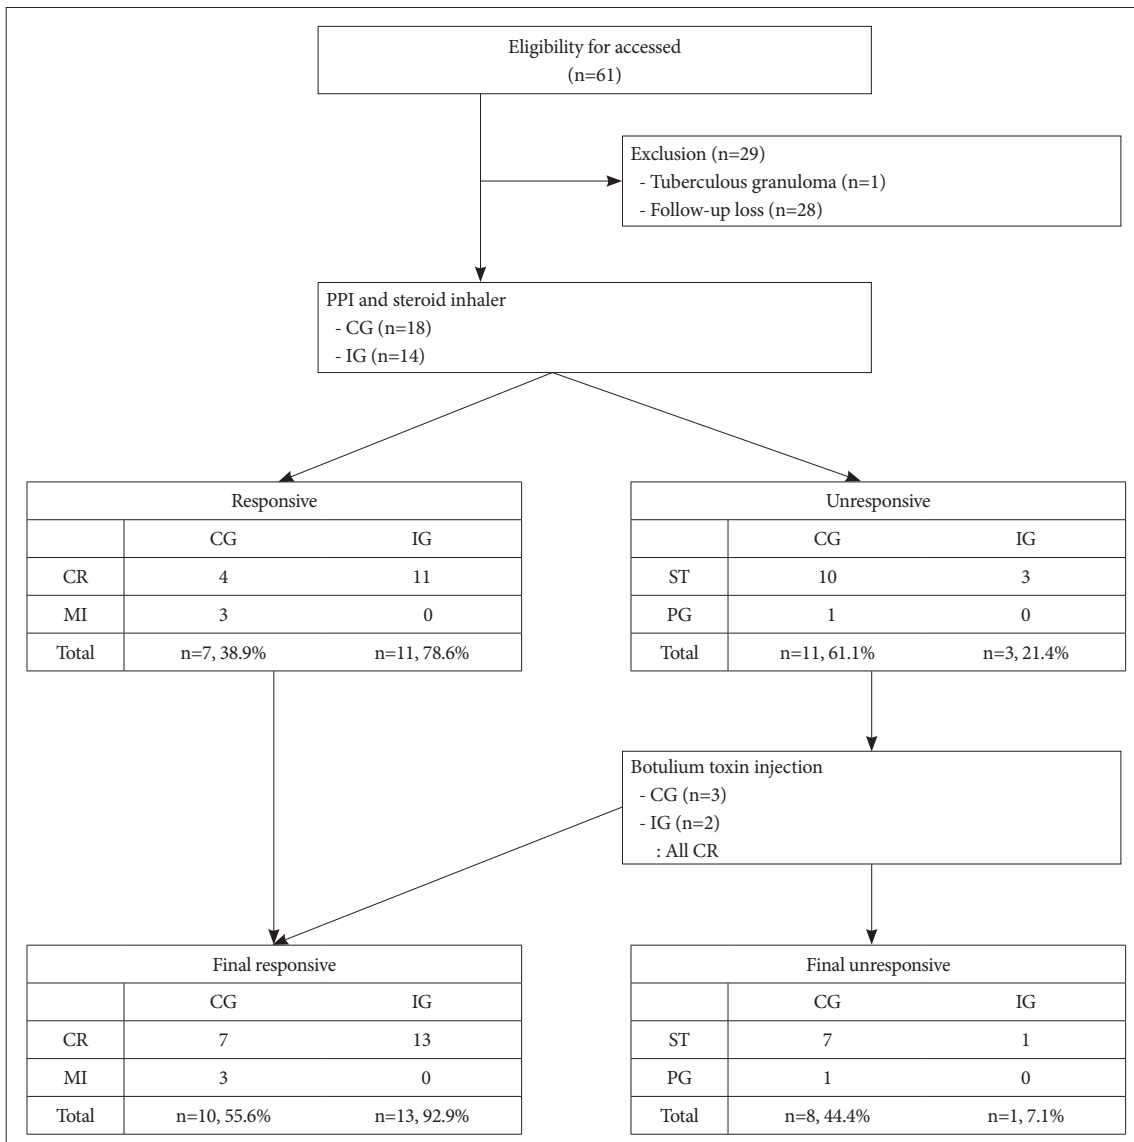 Eligibility for accessed
(n=61)
Exclusion (n=29)
- Tuberculous granuloma (n=1)
- Follow-up loss (n=28)
PPI and steroid inhaler
- CG (n=18)
- IG (n=14)
Responsive
CG IG
CR 4 11
MI 3 0
Total n=7, 38.9% n=11, 78.6%
Unresponsive
CG IG
ST 10 3
PG 1 0
Total n=11, 61.1% n=3, 21.4%
Botulium toxin injection
- CG (n=3)
- IG (n=2)
: All CR
Final responsive
CG IG
CR 7 13
MI 3 0
Total n=10, 55.6% n=13, 92.9%
Final unresponsive
CG IG
ST 7 1
PG 1 0
Total n=8, 44.4% n=1, 7.1%